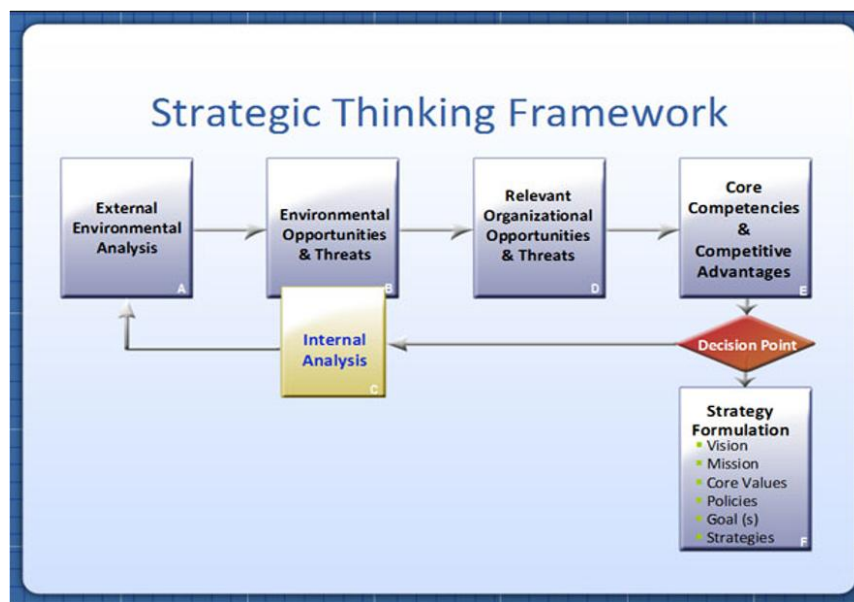 Strategic Thinking Framework
External
Environmental
Analysis
A
Environmental
Opportunities
& Threats
B
Relevant
Organizational
Opportunities
& Threats
D
Core
Competencies
&
Competitive
Advantages
E
Internal
Analysis
C
Decision Point
Strategy
Formulation
Vision
Mission
Core Values
Policies
Goal (s)
Strategies
F